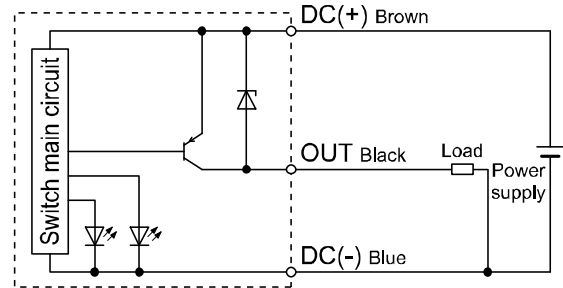 DC(+) Brown
Switch main circuit
OUT Black
Load
Power
supply
DC(-) Blue